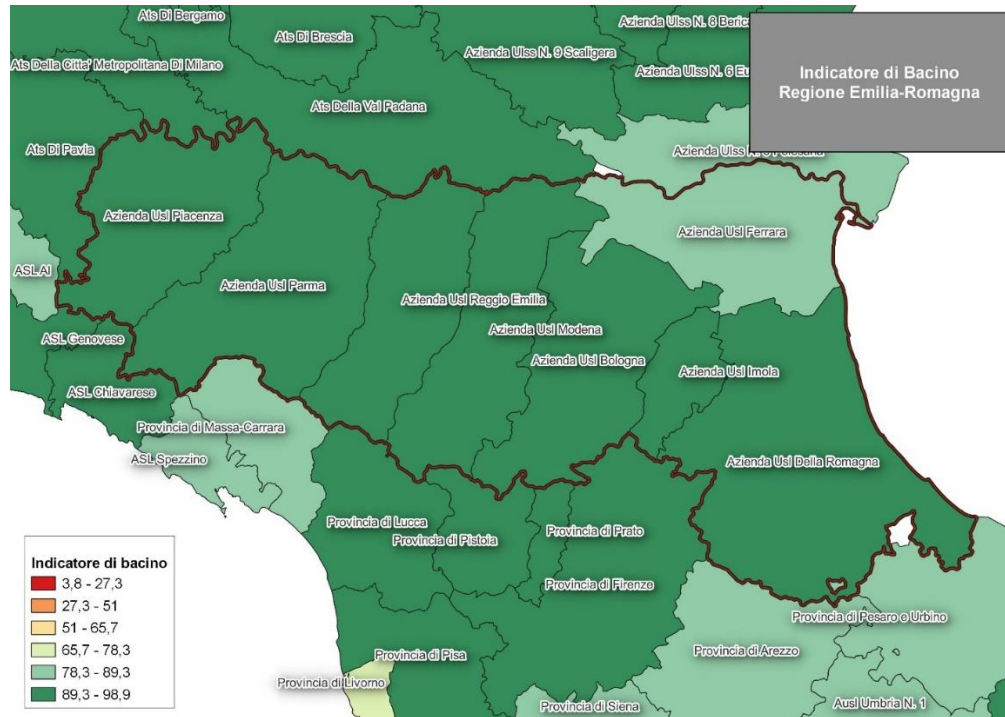 Ats Di Bergamo
Ats Di Brescia
Azienda Ulss N. 8 Beric
Azienda Ulss N. 9 Scaligera
Ats Della Citta' Metropolitana Di Milano
Azienda Ulss N. 6 Eu
Indicatore di Bacino
Regione Emilia-Romagna
Ats Della Val Padana
Ats Di Pavia
Azienda Ulss N.
Azienda Usl Piacenza
Azienda Usl Ferrara
ASL Al
Azienda Usl Parma
Azienda Usl Reggio Emilia
Azienda Usl Modena
ASL Genovese
Azienda Usl Bologna
Azienda Usl Imola
ASL Chiavarese
Provincia di Massa-Carrara
ASL Spezzino
Azienda Usl Della Romagna
Provincia di Lucca
Provincia di Prato
Provincia di Pistoia
Provincia di Firenze
Provincia di Pesaro e Urbino
Provincia di Pisa
Provincia di Arezzo
Provincia di Livorno
Provincia di Siena
Ausl Umbria N. 1
Indicatore di bacino
3,8 - 27,3
27,3 - 51
51 - 65,7
65,7 - 78,3
78,3 - 89,3
89,3 - 98,9